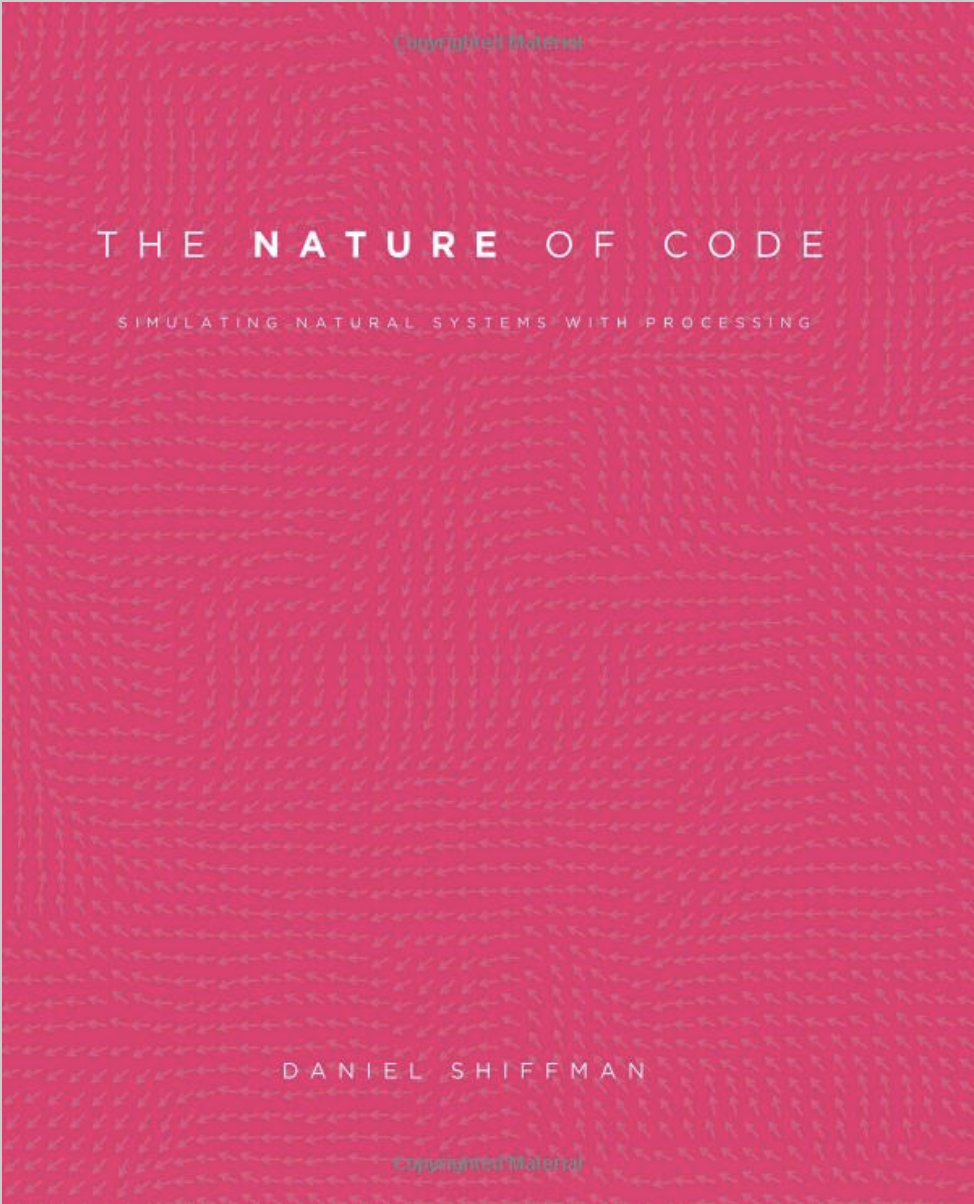 Copyrighted Material
THE NATURE OF CODE
SIMULATING NATURAL SYSTEMS WITH PROCESSING
DANIEL SHIFFMAN
Copyrighted Material